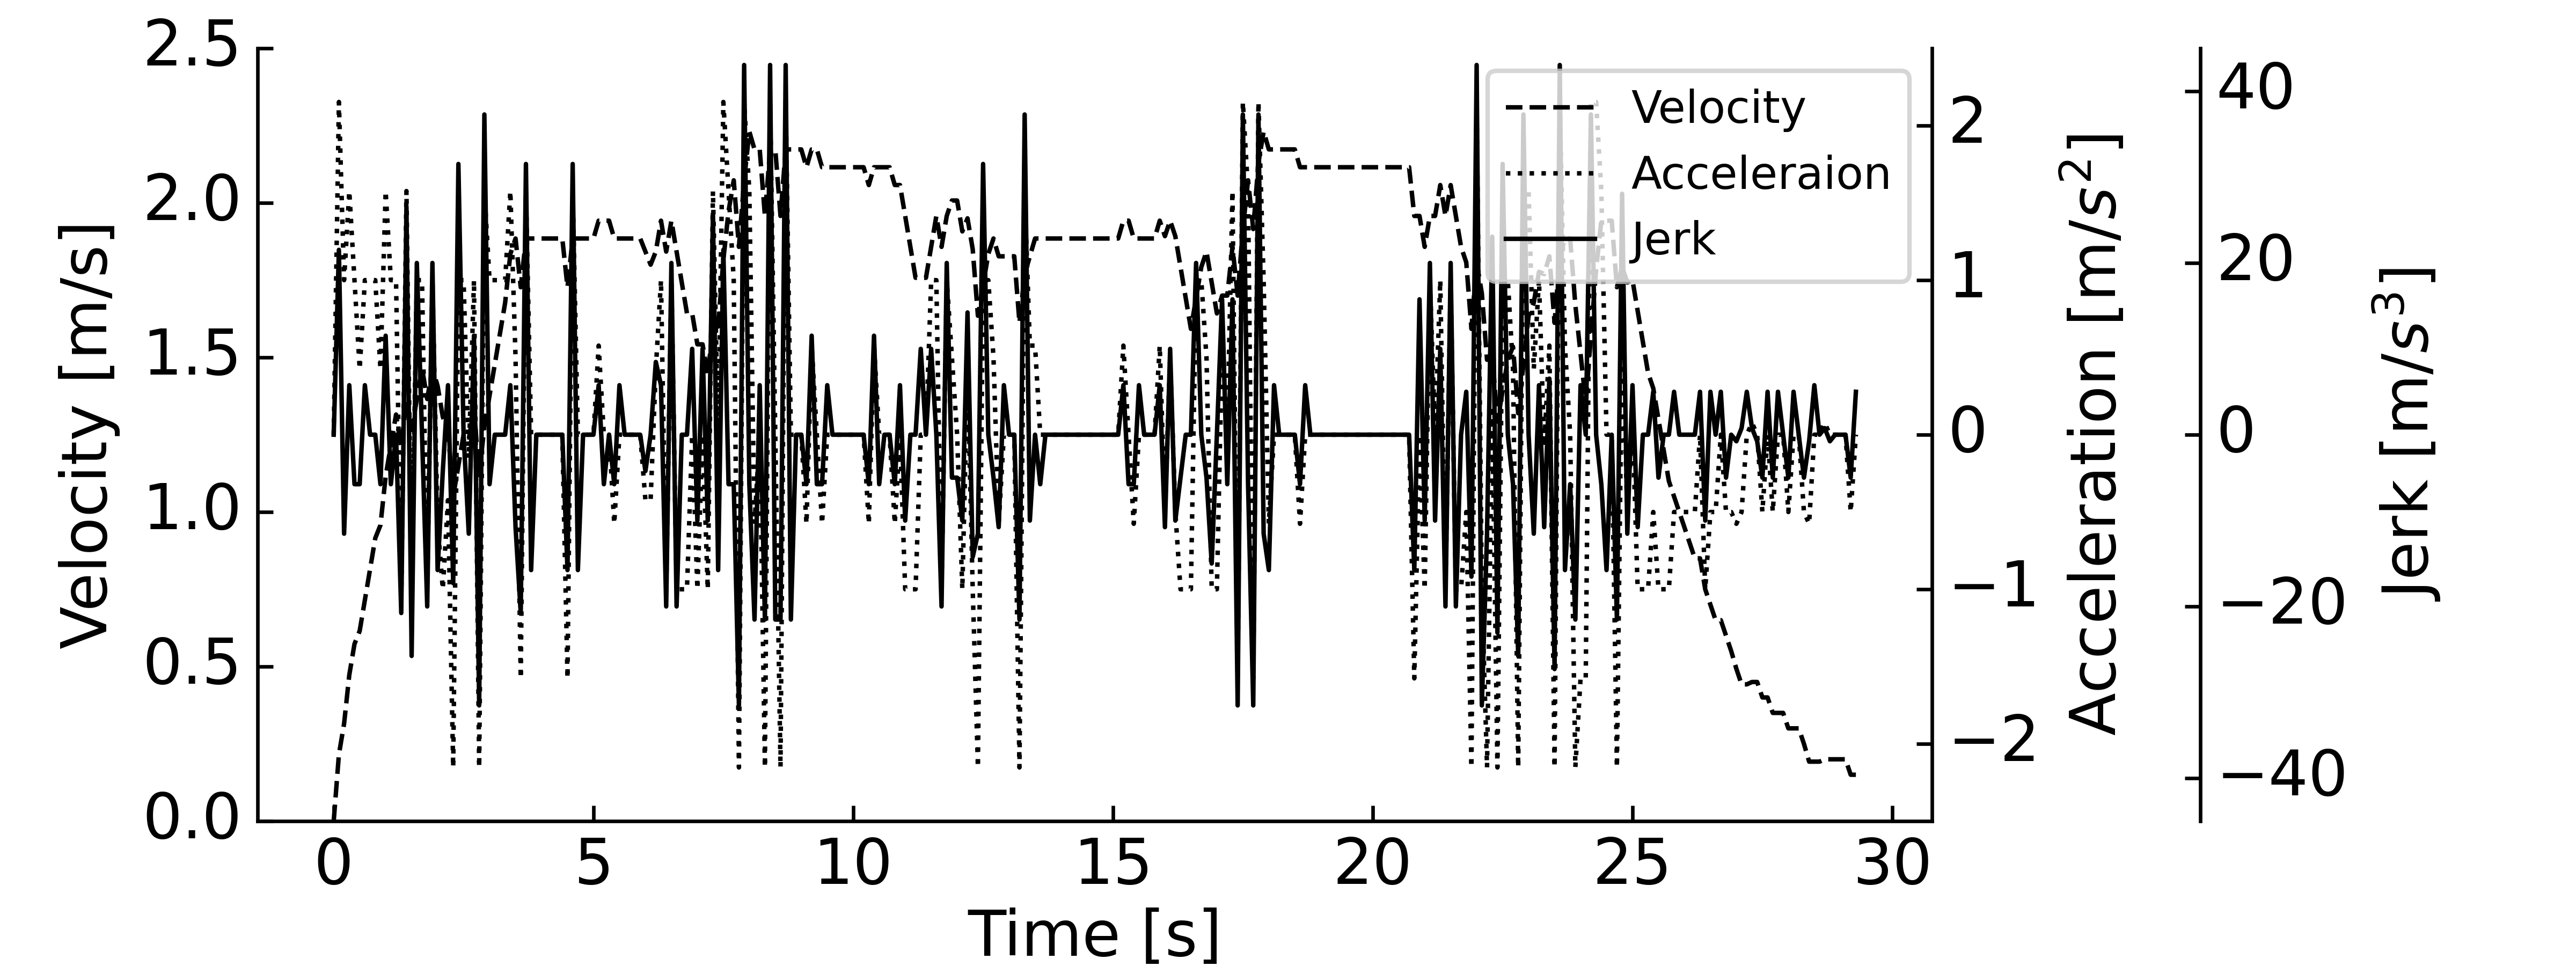 2.5
2.0
1.5
1.0
0.5
0.0
Velocity [m/s]
0 5 10 15 20 25 30
Time [s]
Velocity
Acceleraion
Jerk
2
1
0
−1
−2
Acceleration [m/s²]
40
20
0
−20
−40
Jerk [m/s³]